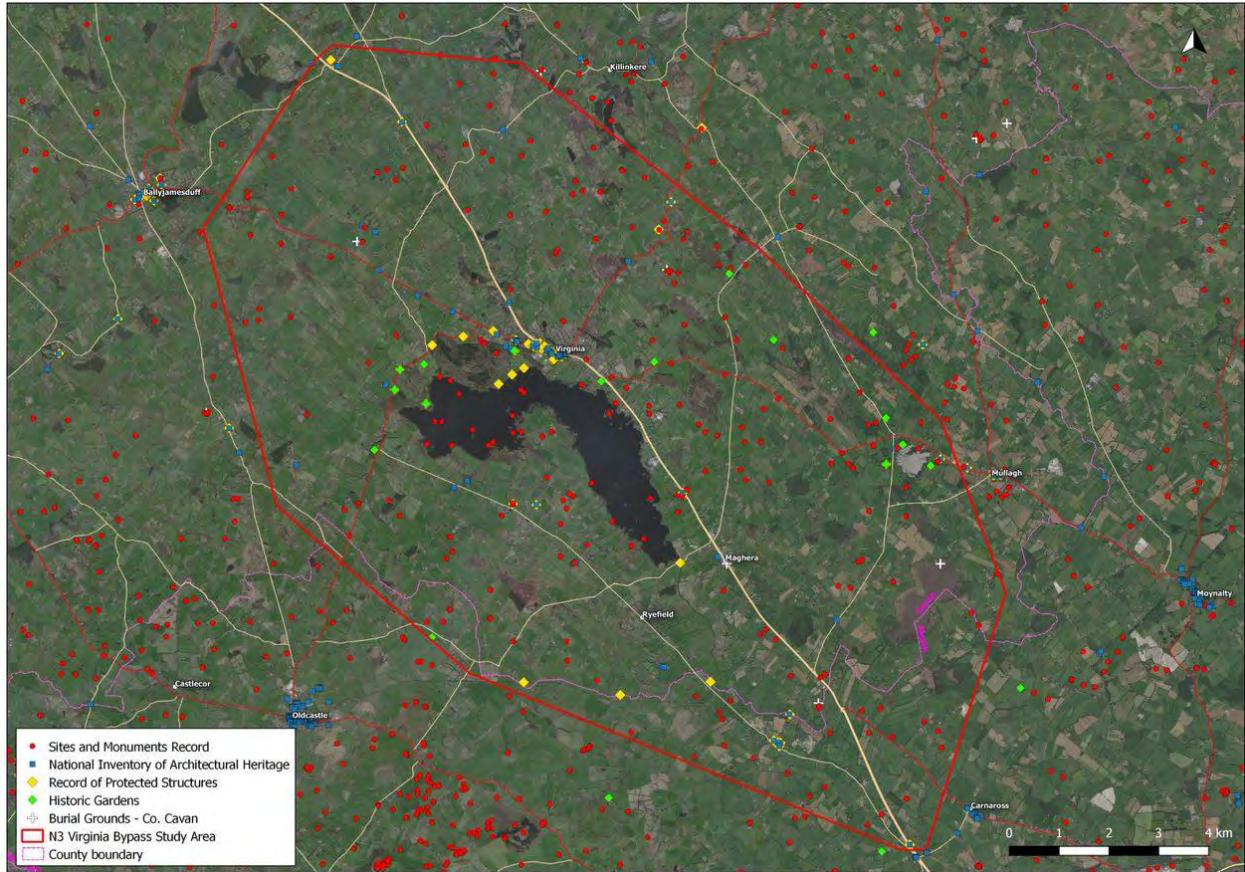 Killinkere
Ballyjamesduff
Virginia
Mullagh
Maghera
Moynalty
Ryefield
Castlecor
Oldcastle
Carnaross
Sites and Monuments Record
National Inventory of Architectural Heritage
Record of Protected Structures
Historic Gardens
Burial Grounds - Co. Cavan
N3 Virginia Bypass Study Area
County boundary
0 1 2 3 4 km